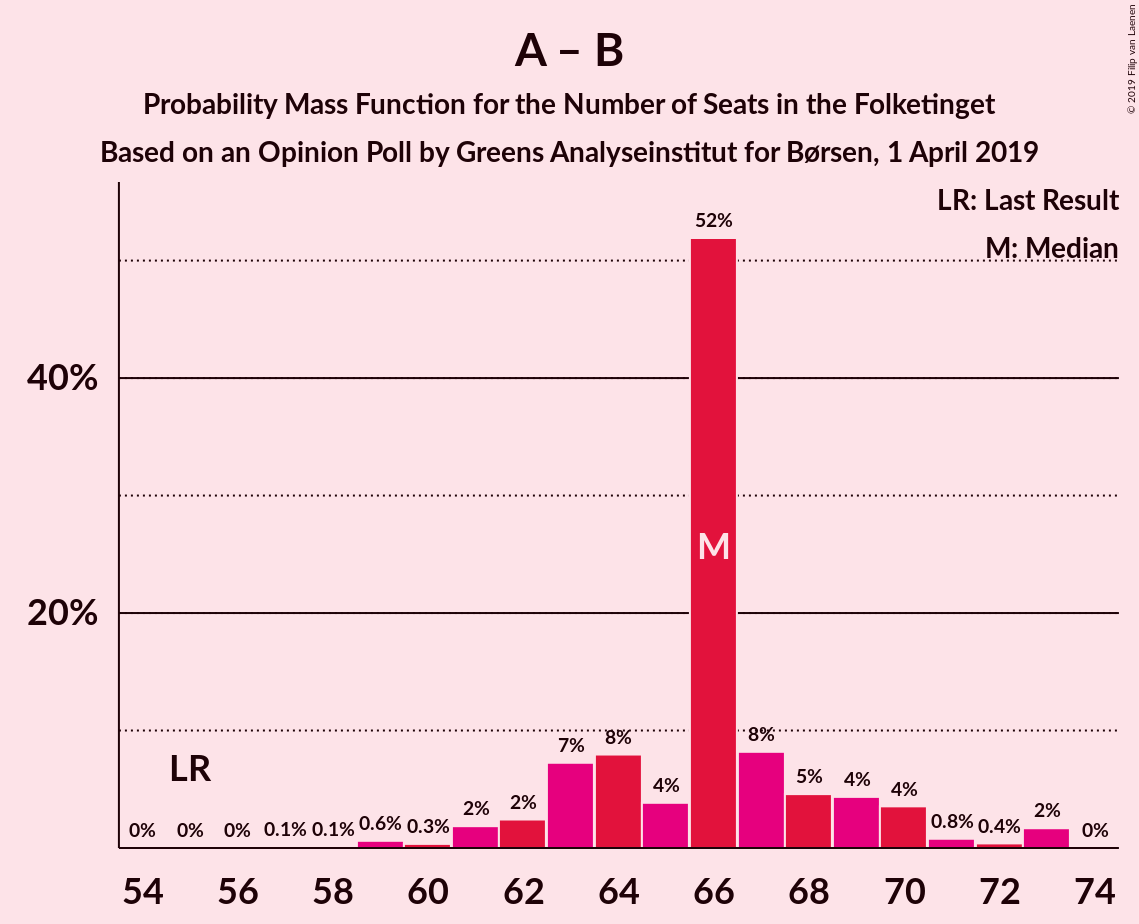 A – B
Probability Mass Function for the Number of Seats in the Folketinget
Based on an Opinion Poll by Greens Analyseinstitut for Børsen, 1 April 2019
© 2019 Filip van Laenen
LR: Last Result
M: Median
52%
40%
M
20%
LR
0% 0% 0% 0.1% 0.1% 0.6% 0.3% 2% 2% 7% 8% 4% 8% 5% 4% 4% 0.8% 0.4% 2% 0%
54 56 58 60 62 64 66 68 70 72 74